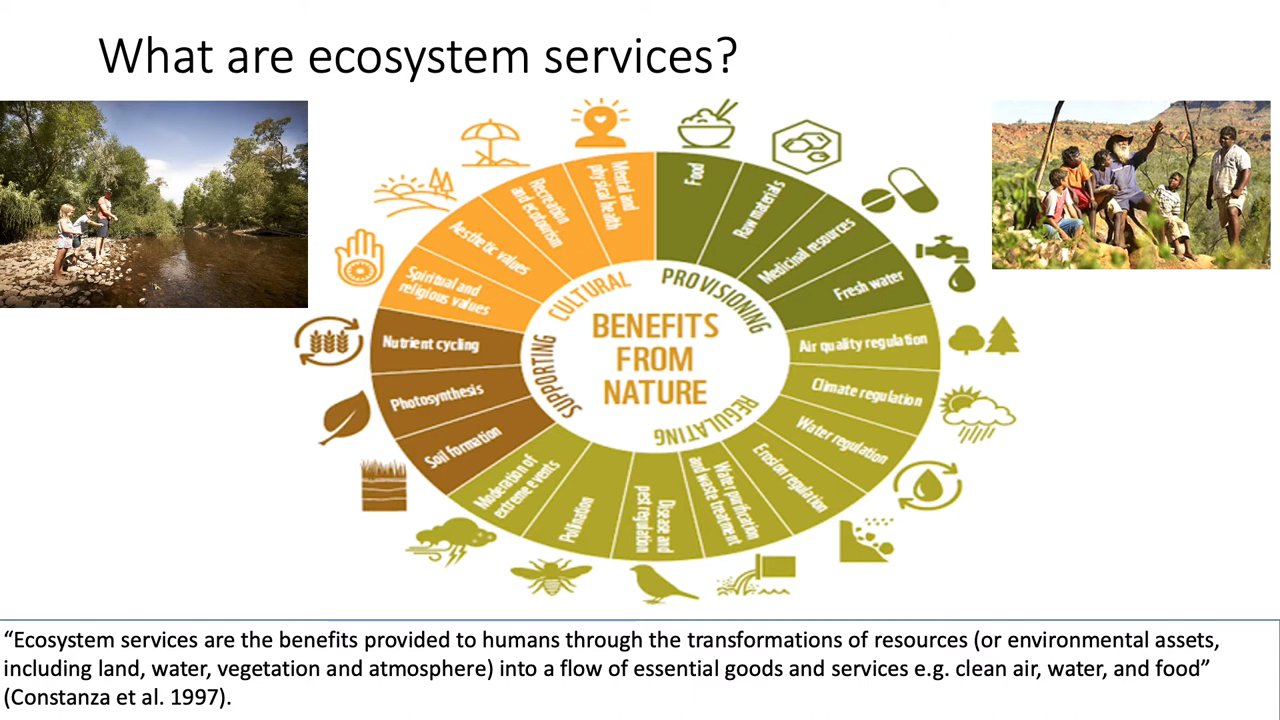 What are ecosystem services?
Mental and
physical health
Recreation
and ecotourism
Aesthetic values
Spiritual and
religious values
Food
Raw materials
Medicinal resources
Fresh water
CULTURAL
PROVISIONING
BENEFITS
FROM
NATURE
SUPPORTING
REGULATING
Nutrient cycling
Photosynthesis
Soil formation
Air quality regulation
Climate regulation
Water regulation
Erosion regulation
Water purification
and waste treatment
Disease and
pest regulation
Pollination
Moderation of
extreme events
“Ecosystem services are the benefits provided to humans through the transformations of resources (or environmental assets,
including land, water, vegetation and atmosphere) into a flow of essential goods and services e.g. clean air, water, and food”
(Constanza et al. 1997).